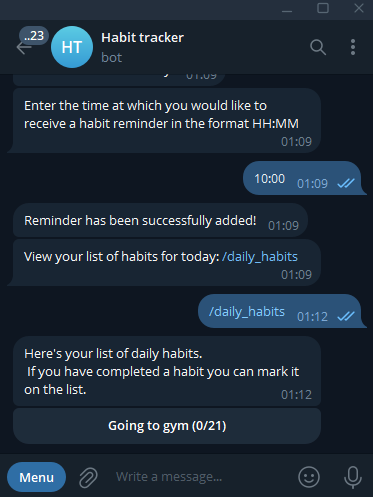 ..23
HT
Habit tracker
bot
01:09
Enter the time at which you would like to
receive a habit reminder in the format HH:MM
01:09
10:00 01:09
Reminder has been successfully added! 01:09
View your list of habits for today: /daily_habits
01:09
/daily_habits 01:12
Here's your list of daily habits.
If you have completed a habit you can mark it
on the list. 01:12
Going to gym (0/21)
Menu
Write a message...